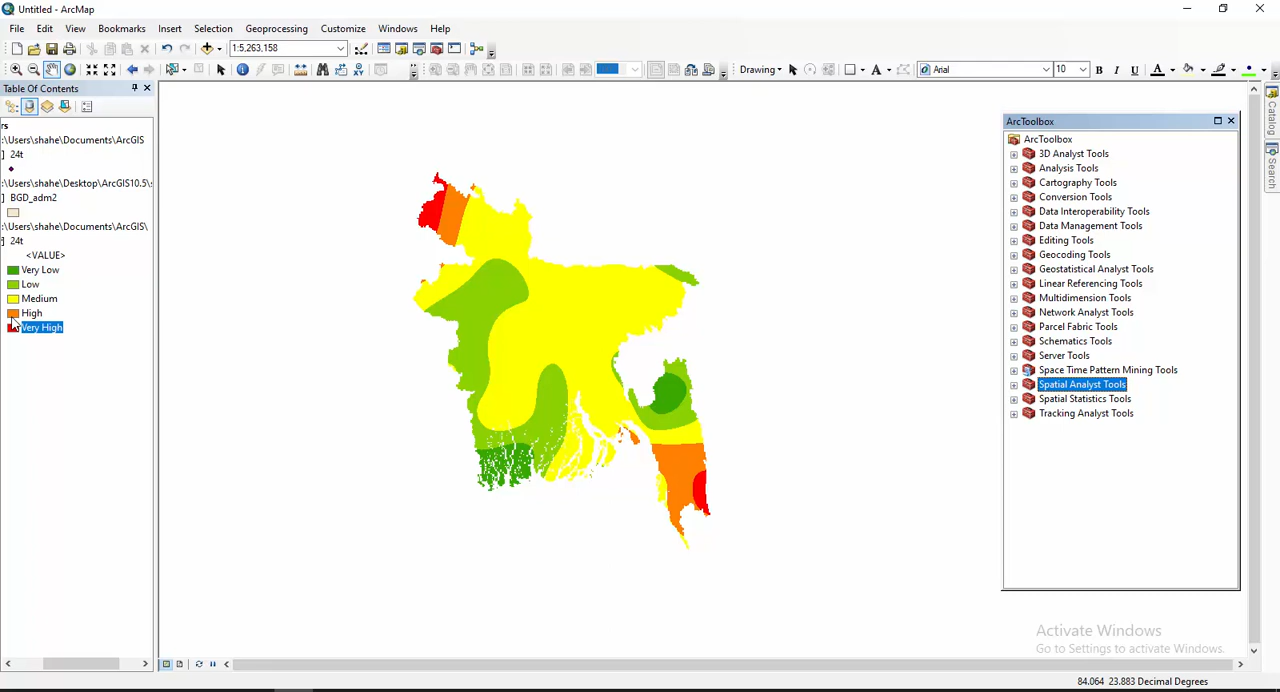 Untitled - ArcMap
File Edit View Bookmarks Insert Selection Geoprocessing Customize Windows Help
1:5,263,158
Drawing Arial 10 B I U A
Table Of Contents
rs
:\Users\shahe\Documents\ArcGIS
] 24t
:\Users\shahe\Desktop\ArcGIS10.5\s
] BGD_adm2
:\Users\shahe\Documents\ArcGIS\
] 24t
<VALUE>
Very Low
Low
Medium
High
Very High
ArcToolbox
ArcToolbox
3D Analyst Tools
Analysis Tools
Cartography Tools
Conversion Tools
Data Interoperability Tools
Data Management Tools
Editing Tools
Geocoding Tools
Geostatistical Analyst Tools
Linear Referencing Tools
Multidimension Tools
Network Analyst Tools
Parcel Fabric Tools
Schematics Tools
Server Tools
Space Time Pattern Mining Tools
Spatial Analyst Tools
Spatial Statistics Tools
Tracking Analyst Tools
Catalog
Search
Activate Windows
Go to Settings to activate Windows.
84.064 23.883 Decimal Degrees